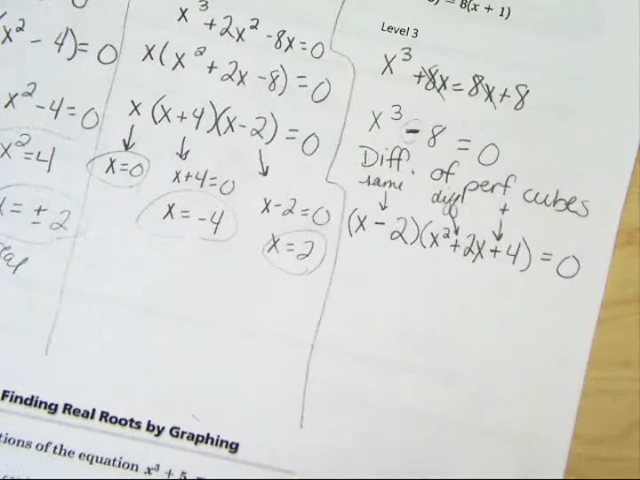 = 8(x + 1)
x² - 4) = 0
x² - 4 = 0
x² = 4
x = ± 2
x³ + 2x² - 8x = 0
x(x² + 2x - 8) = 0
x(x + 4)(x - 2) = 0
x = 0
x + 4 = 0
x = -4
x - 2 = 0
x = 2
Level 3
x³ + 8x = 8x + 8
x³ - 8 = 0
Diff. of perf cubes
same diff +
(x - 2)(x² + 2x + 4) = 0
Finding Real Roots by Graphing
tions of the equation x³ + 5